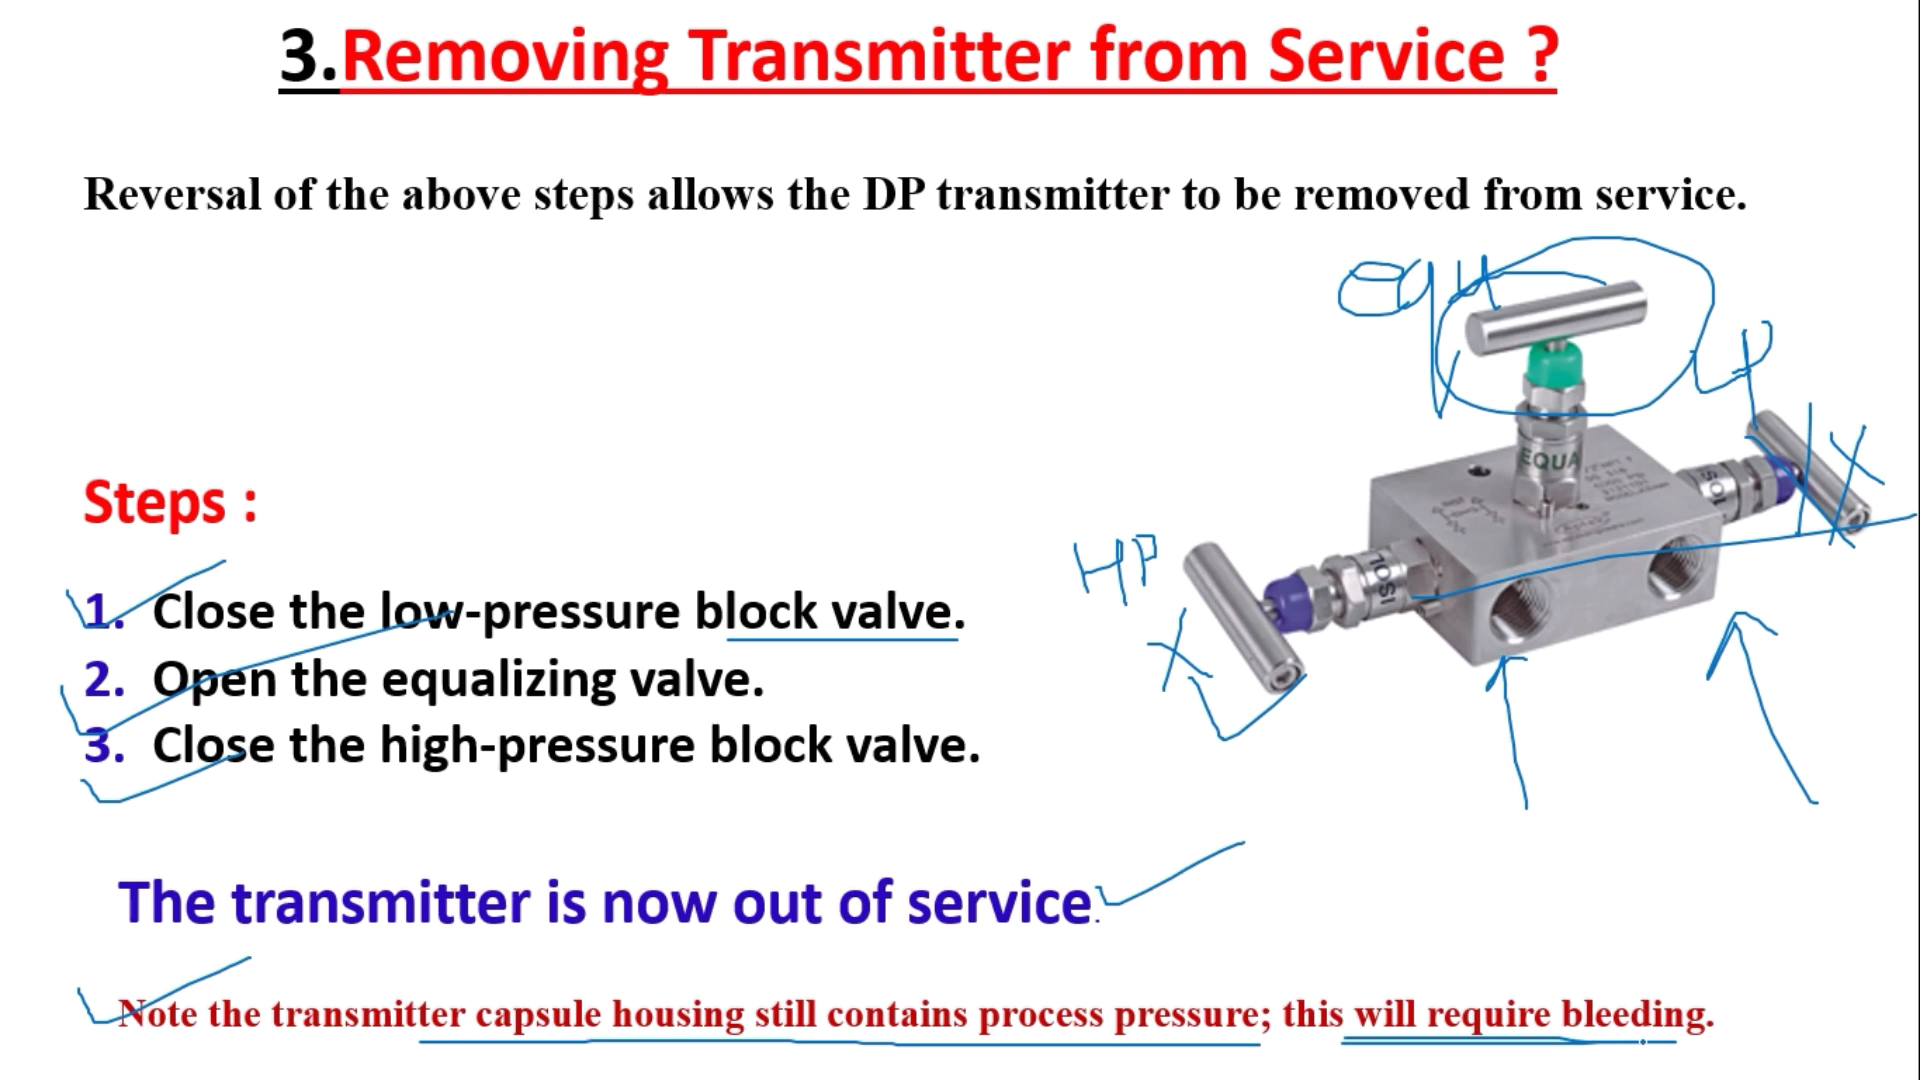 3.Removing Transmitter from Service ?
Reversal of the above steps allows the DP transmitter to be removed from service.
equ
LP
EQUA
HP
ISOL
ISO
X
X
Steps :
1. Close the low-pressure block valve.
2. Open the equalizing valve.
3. Close the high-pressure block valve.
The transmitter is now out of service.
Note the transmitter capsule housing still contains process pressure; this will require bleeding.